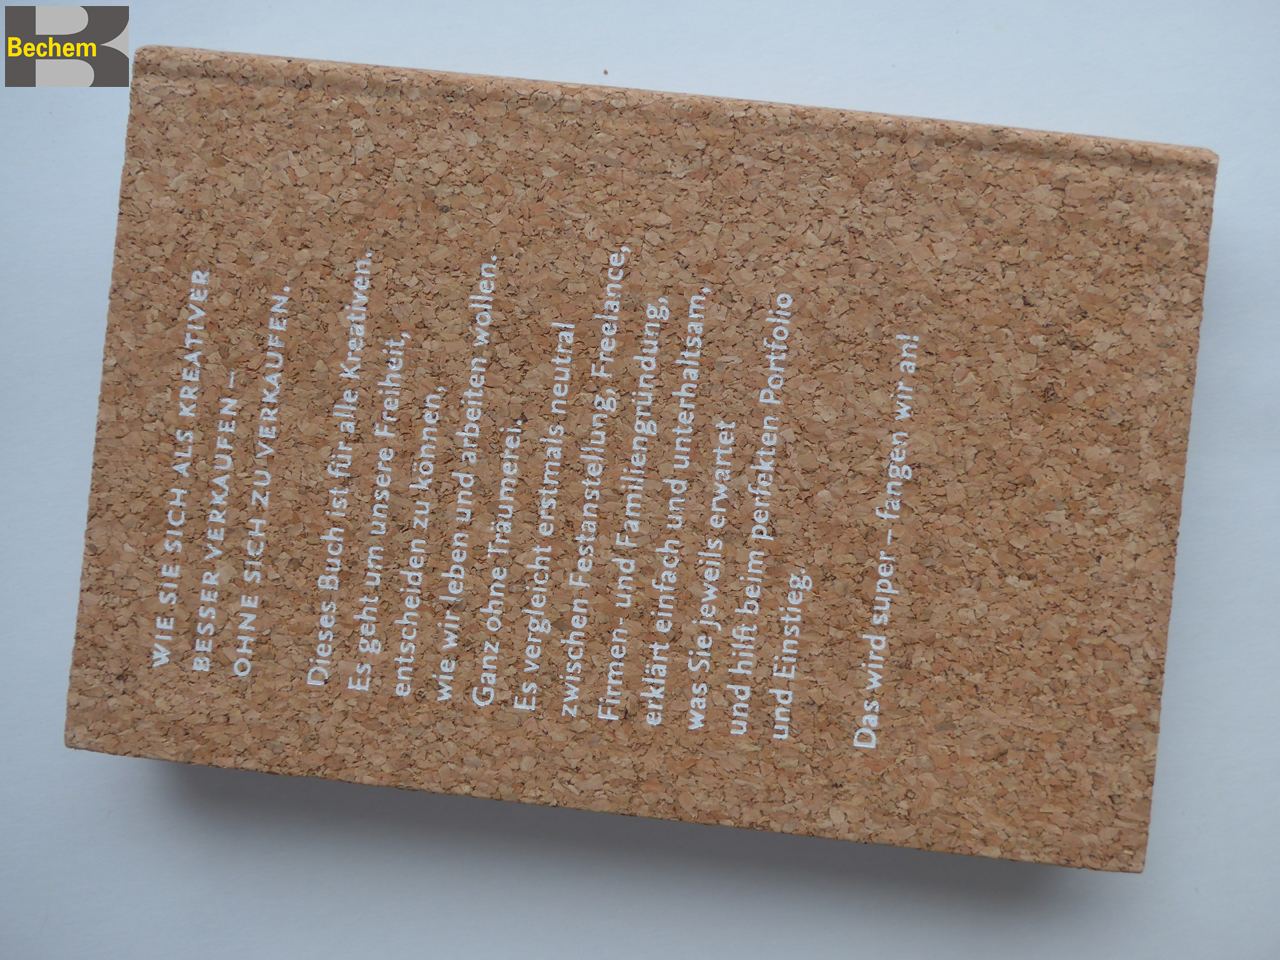 Bechem
WIE SIE SICH ALS KREATIVER
BESSER VERKAUFEN –
OHNE SICH ZU VERKAUFEN.
Dieses Buch ist für alle Kreativen.
Es geht um unsere Freiheit,
entscheiden zu können,
wie wir leben und arbeiten wollen.
Ganz ohne Träumerei.
Es vergleicht erstmals neutral
zwischen Festanstellung, Freelance,
Firmen- und Familiengründung,
erklärt einfach und unterhaltsam,
was Sie jeweils erwartet
und hilft beim perfekten Portfolio
und Einstieg.
Das wird super – fangen wir an!